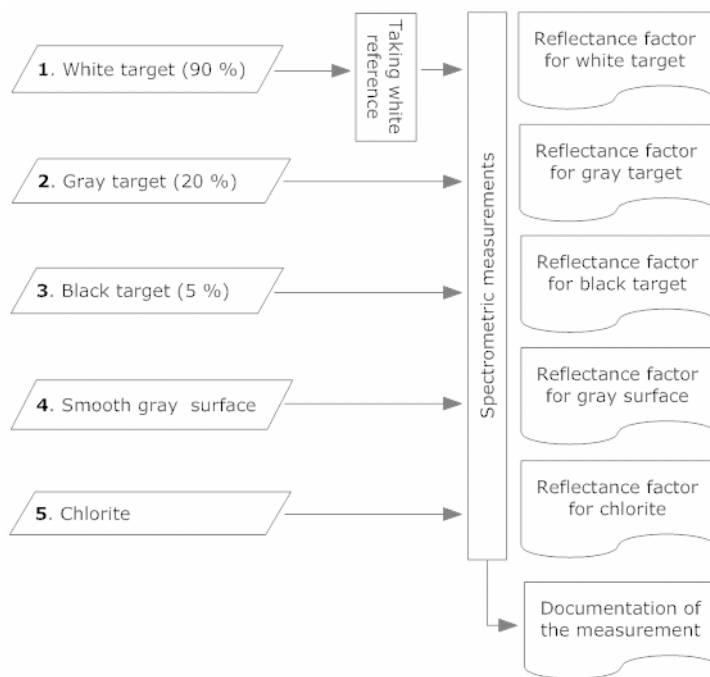 1. White target (90 %)
Taking white
reference
Reflectance factor
for white target
2. Gray target (20 %)
Reflectance factor
for gray target
3. Black target (5 %)
Spectrometric measurements
Reflectance factor
for black target
4. Smooth gray surface
Reflectance factor
for gray surface
5. Chlorite
Reflectance factor
for chlorite
Documentation of
the measurement